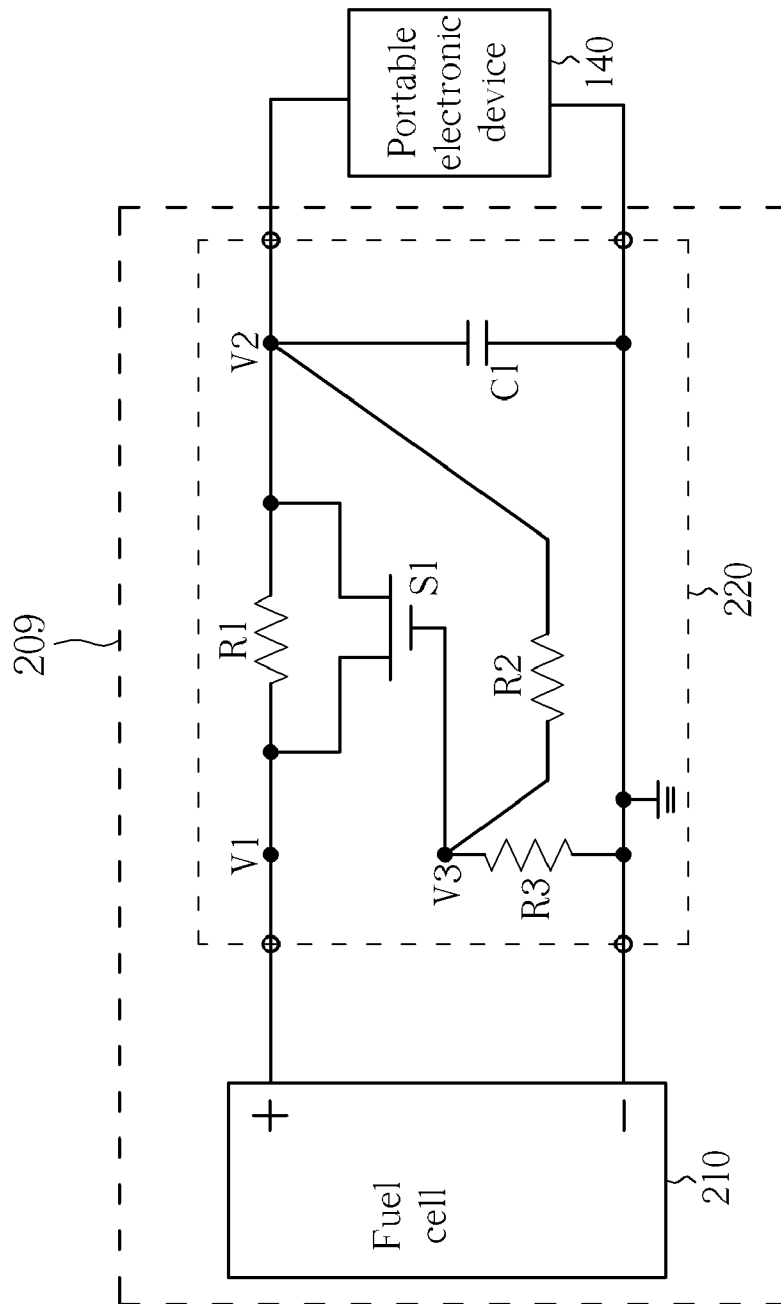 209
Fuel
cell
+
−
210
V1
R1
S1
V2
V3
R3
R2
C1
220
Portable
electronic
device
140